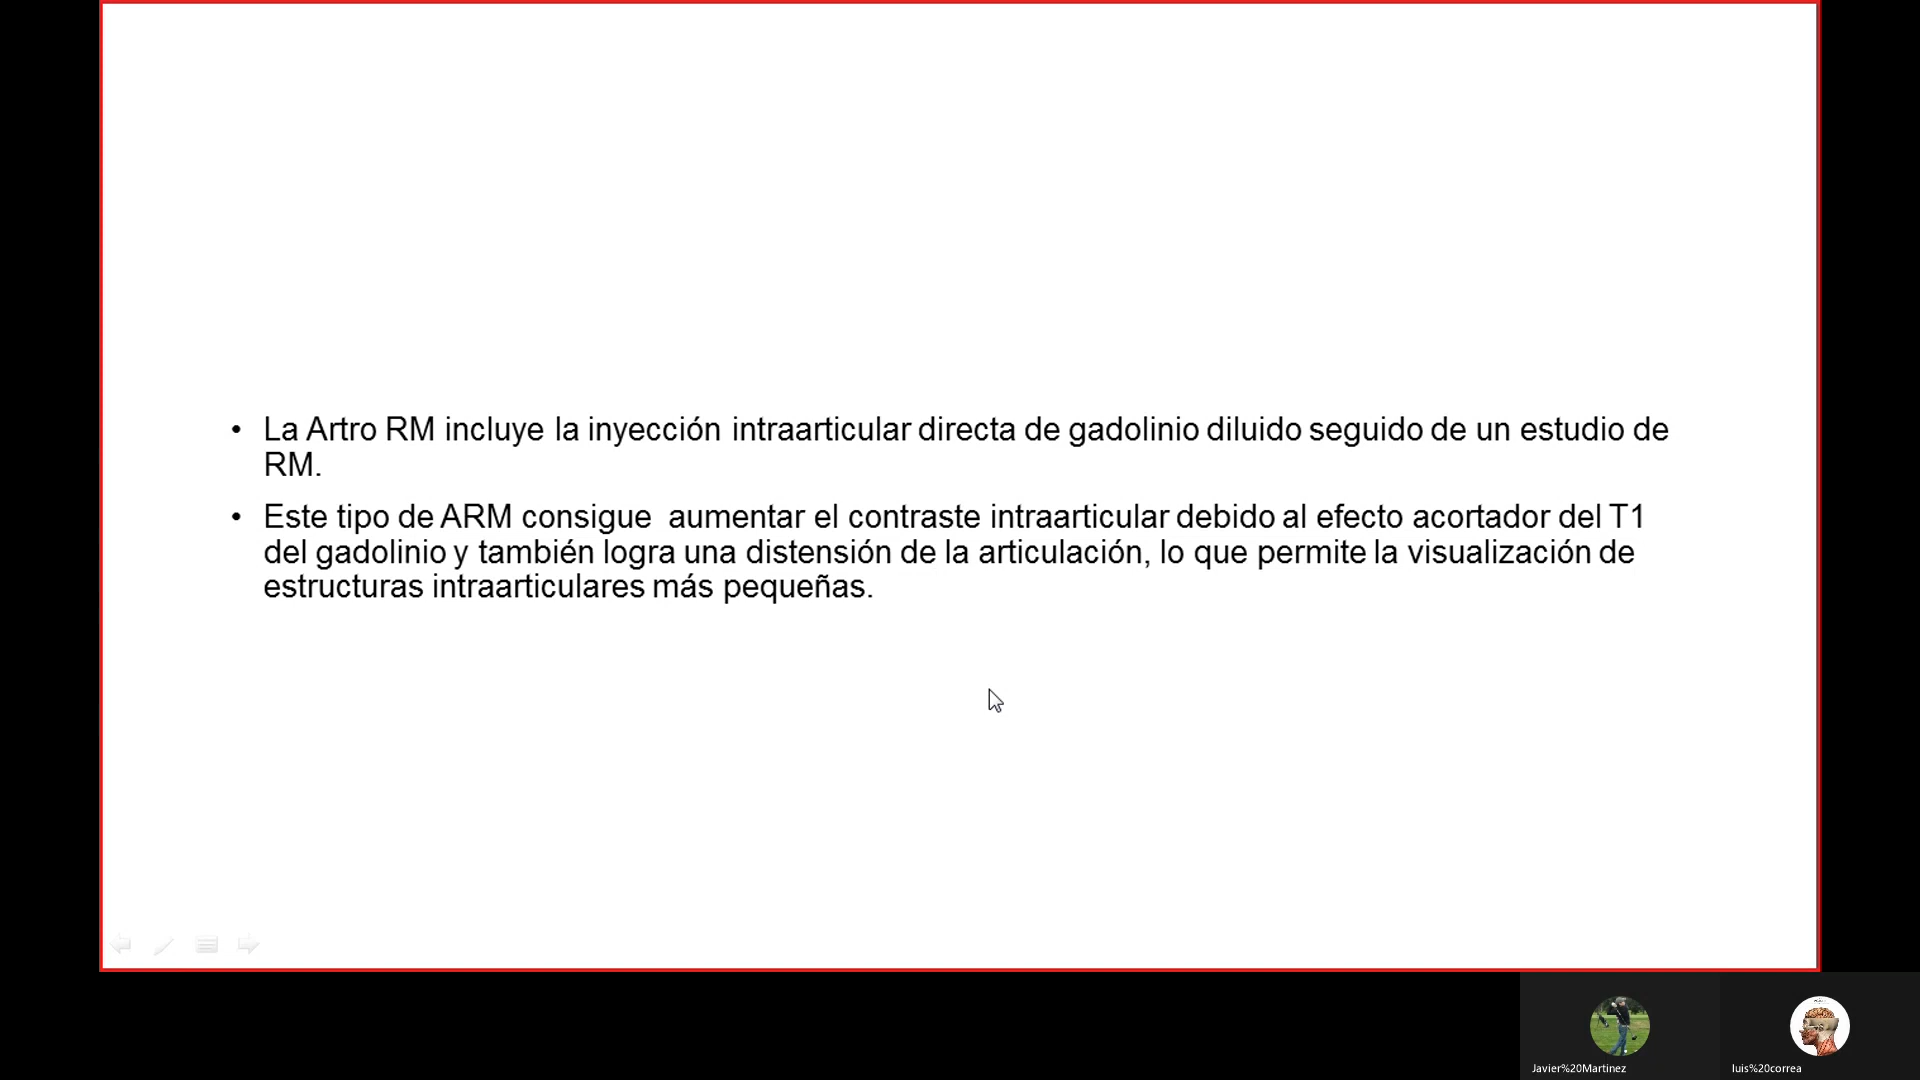 • La Artro RM incluye la inyección intraarticular directa de gadolinio diluido seguido de un estudio de
RM.
• Este tipo de ARM consigue  aumentar el contraste intraarticular debido al efecto acortador del T1
del gadolinio y también logra una distensión de la articulación, lo que permite la visualización de
estructuras intraarticulares más pequeñas.
Javier%20Martinez
luis%20correa